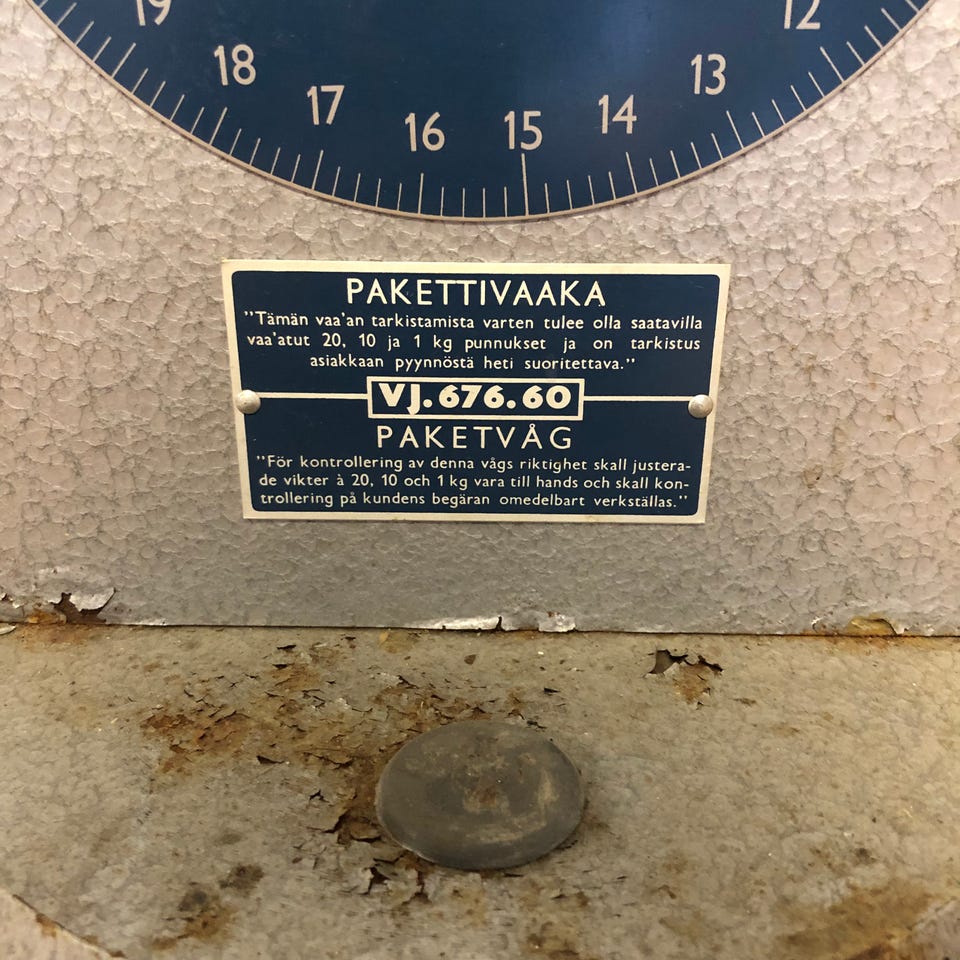 19
18
17
16
15
14
13
12
PAKETTIVAAKA
"Tämän vaa'an tarkistamista varten tulee olla saatavilla
vaa'atut 20, 10 ja 1 kg punnukset ja on tarkistus
asiakkaan pyynnöstä heti suoritettava."
VJ.676.60
PAKETVÅG
"För kontrollering av denna vågs riktighet skall justera-
de vikter à 20, 10 och 1 kg vara till hands och skall kon-
trollering på kundens begäran omedelbart verkställas."